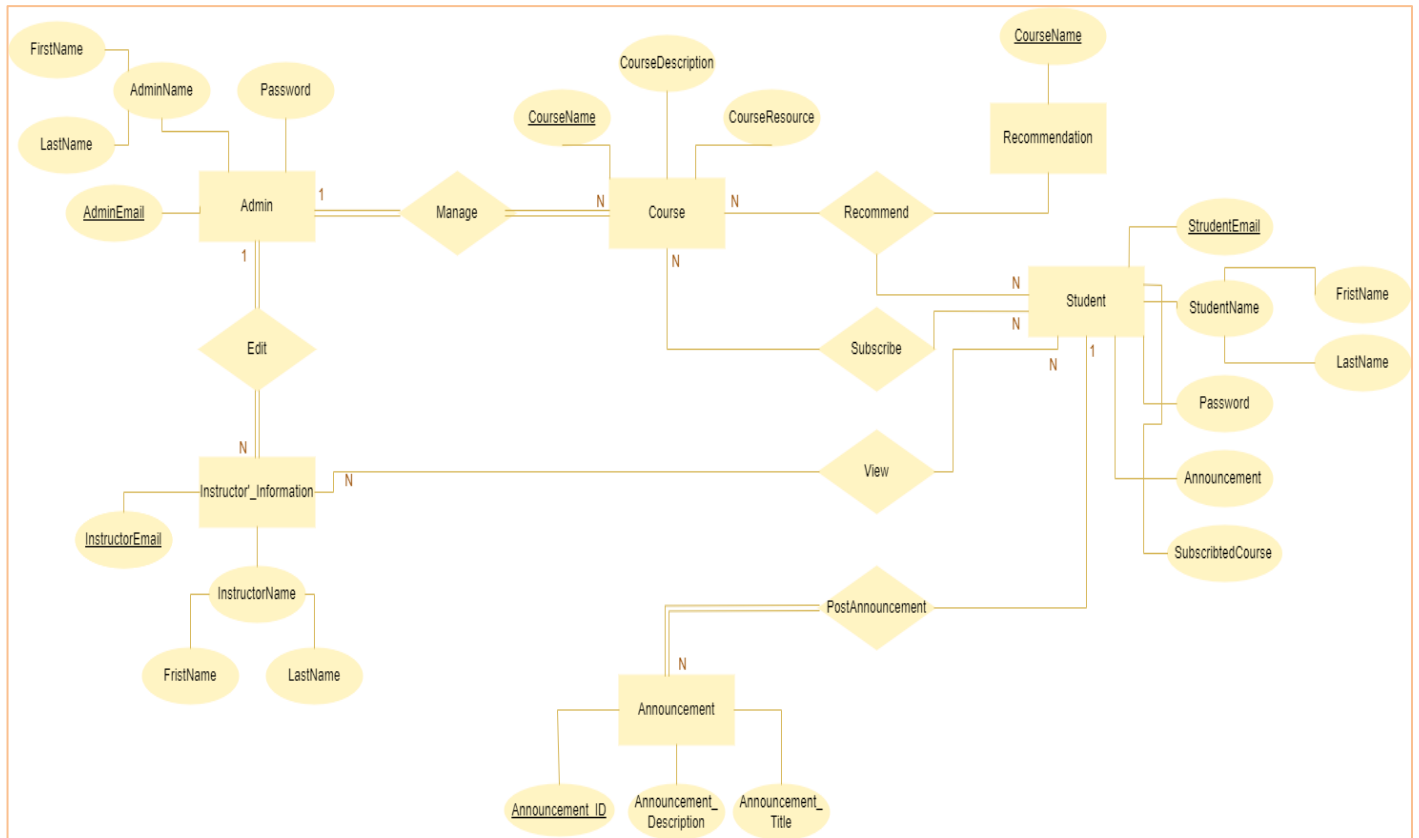 CourseName
FirstName
CourseDescription
AdminName
Password
CourseName
CourseResource
LastName
Recommendation
AdminEmail
Admin
1
Manage
N
Course
N
Recommend
StrudentEmail
1
N
N
Student
StudentName
FristName
N
Edit
Subscribe
N
1
LastName
Password
N
Instructor'_Information
N
View
Announcement
InstructorEmail
SubscribtedCourse
InstructorName
PostAnnouncement
FristName
LastName
N
Announcement
Announcement_ID
Announcement_
Description
Announcement_
Title